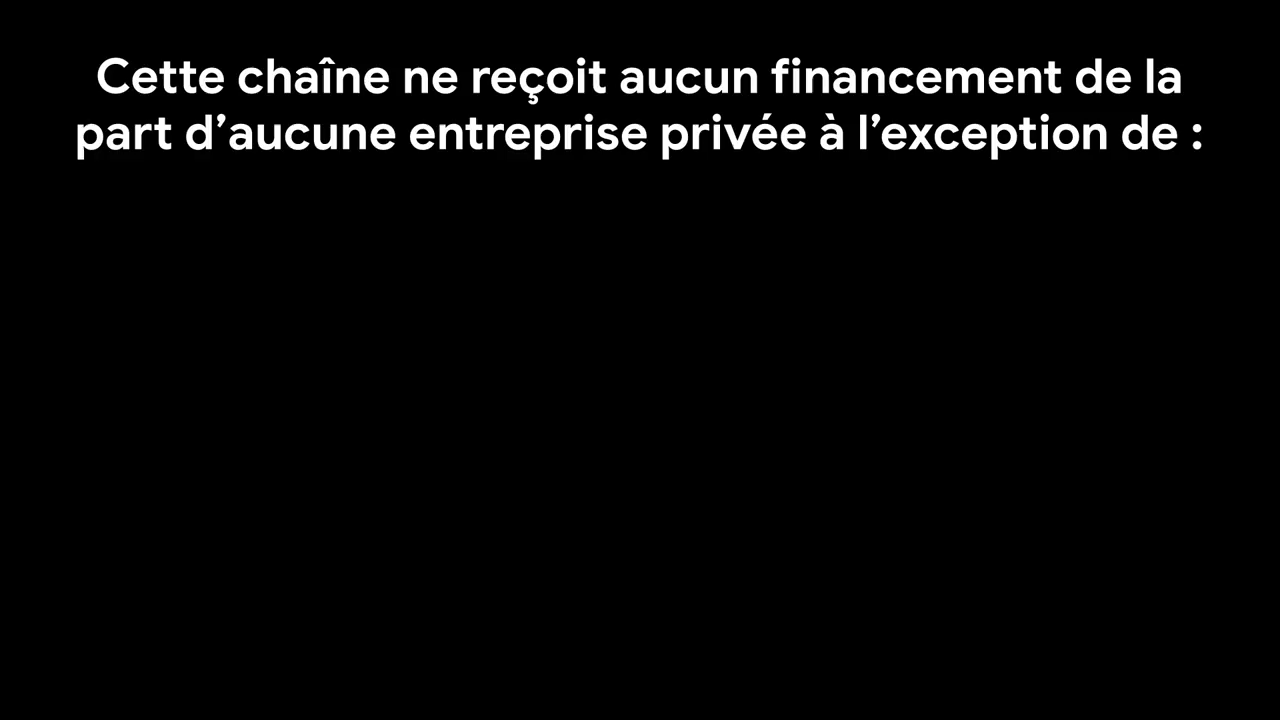 Cette chaîne ne reçoit aucun financement de la
part d’aucune entreprise privée à l’exception de :